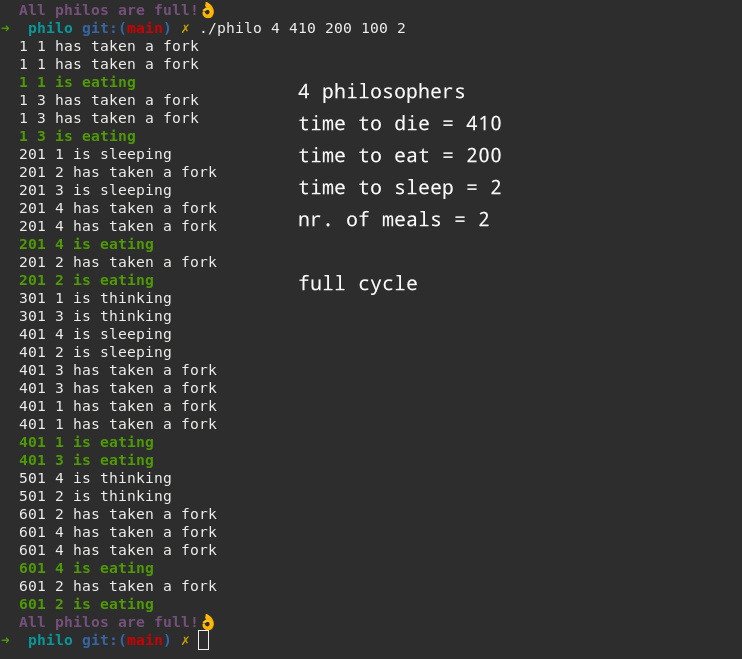 All philos are full!👌
➜ philo git:(main) ✗ ./philo 4 410 200 100 2
1 1 has taken a fork
1 1 has taken a fork
1 1 is eating
1 3 has taken a fork
1 3 has taken a fork
1 3 is eating
201 1 is sleeping
201 2 has taken a fork
201 3 is sleeping
201 4 has taken a fork
201 4 has taken a fork
201 4 is eating
201 2 has taken a fork
201 2 is eating
301 1 is thinking
301 3 is thinking
401 4 is sleeping
401 2 is sleeping
401 3 has taken a fork
401 3 has taken a fork
401 1 has taken a fork
401 1 has taken a fork
401 1 is eating
401 3 is eating
501 4 is thinking
501 2 is thinking
601 2 has taken a fork
601 4 has taken a fork
601 4 has taken a fork
601 4 is eating
601 2 has taken a fork
601 2 is eating
All philos are full!👌
➜ philo git:(main) ✗
4 philosophers
time to die = 410
time to eat = 200
time to sleep = 2
nr. of meals = 2
full cycle